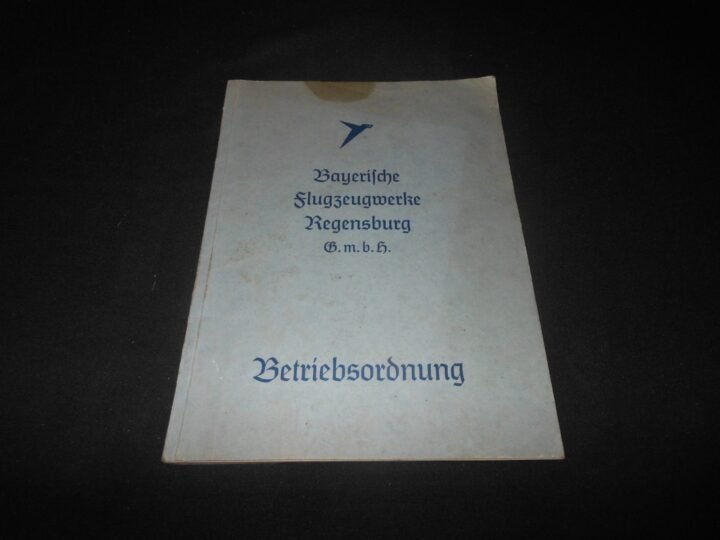 Bayerische
Flugzeugwerke
Regensburg
G.m.b.H.
Betriebsordnung